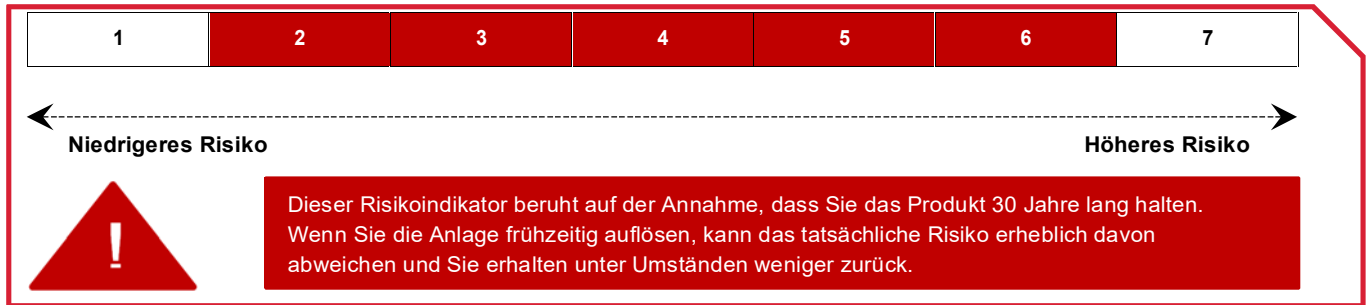 1 2 3 4 5 6 7
Niedrigeres Risiko Höheres Risiko
!
Dieser Risikoindikator beruht auf der Annahme, dass Sie das Produkt 30 Jahre lang halten.
Wenn Sie die Anlage frühzeitig auflösen, kann das tatsächliche Risiko erheblich davon
abweichen und Sie erhalten unter Umständen weniger zurück.